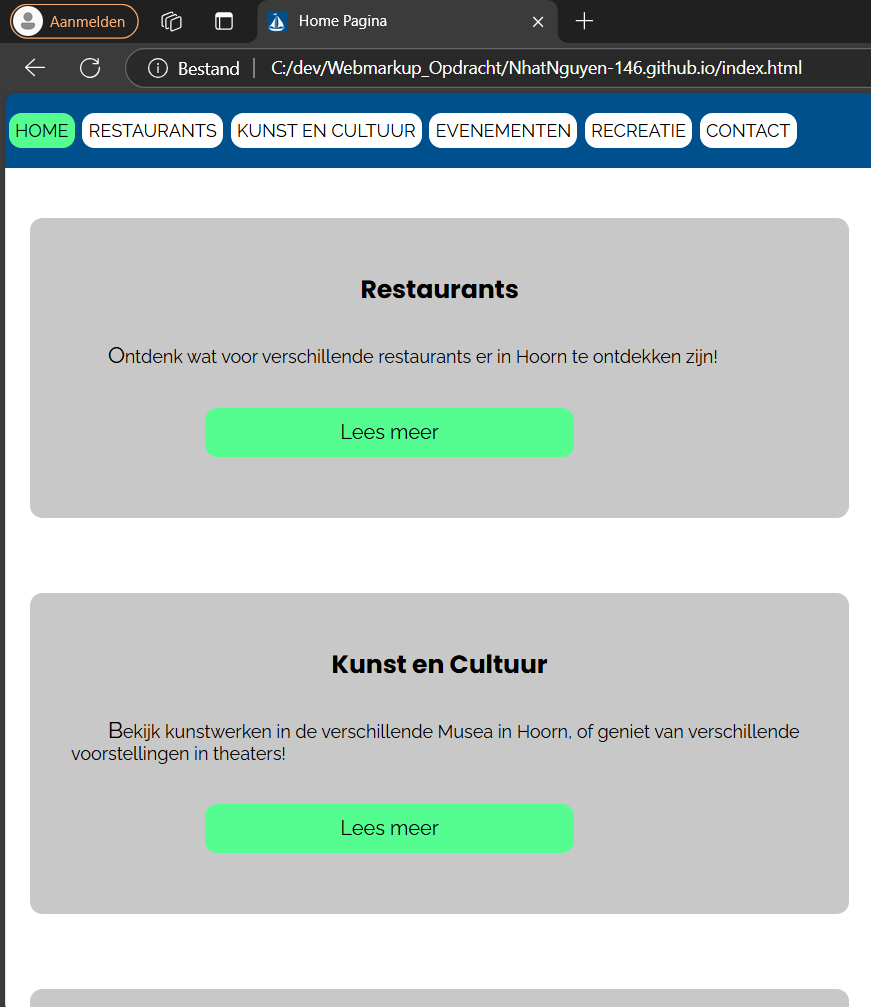 Aanmelden
Home Pagina
Bestand
C:/dev/Webmarkup_Opdracht/NhatNguyen-146.github.io/index.html
HOME RESTAURANTS KUNST EN CULTUUR EVENEMENTEN RECREATIE CONTACT
Restaurants
Ontdenk wat voor verschillende restaurants er in Hoorn te ontdekken zijn!
Lees meer
Kunst en Cultuur
Bekijk kunstwerken in de verschillende Musea in Hoorn, of geniet van verschillende
voorstellingen in theaters!
Lees meer